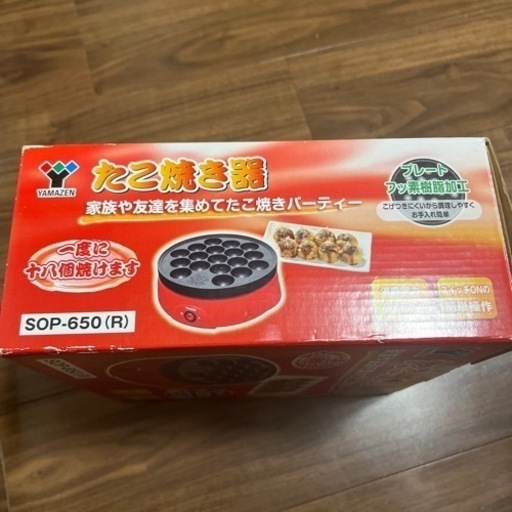 YAMAZEN
たこ焼き器
家族や友達を集めてたこ焼きパーティー
一度に
十八個焼けます
SOP-650(R)
プレート
フッ素樹脂加工
こげつきにくいから調理しやすく
お手入れ簡単
スイッチONの
簡単操作